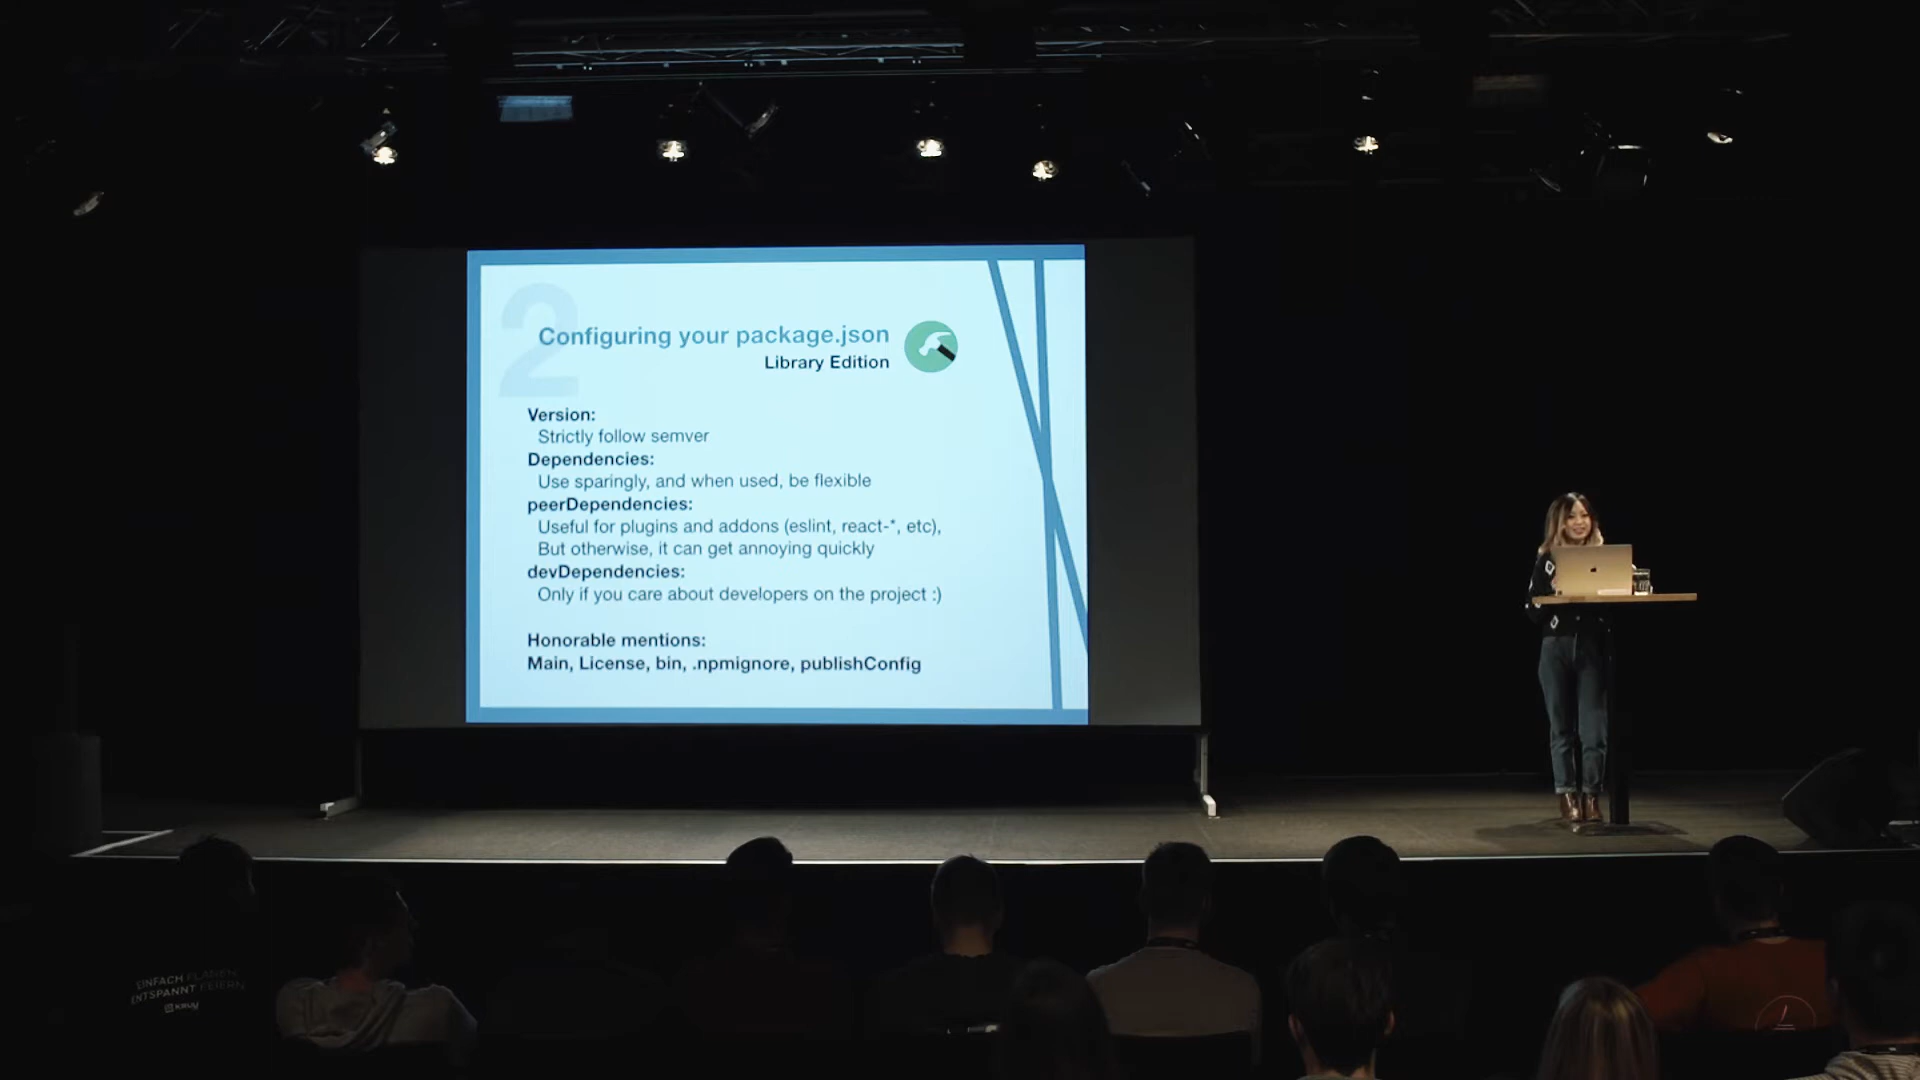 2
Configuring your package.json
Library Edition
Version:
Strictly follow semver
Dependencies:
Use sparingly, and when used, be flexible
peerDependencies:
Useful for plugins and addons (eslint, react-*, etc),
But otherwise, it can get annoying quickly
devDependencies:
Only if you care about developers on the project :)
Honorable mentions:
Main, License, bin, .npmignore, publishConfig
EINFACH PLANEN
ENTSPANNT FEIERN